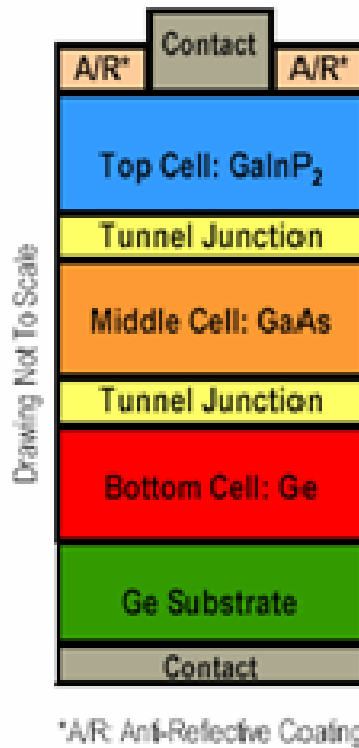 Contact
A/R* A/R*
Top Cell: GaInP₂
Tunnel Junction
Middle Cell: GaAs
Tunnel Junction
Bottom Cell: Ge
Ge Substrate
Contact
Drawing Not To Scale
*A/R: Anti-Reflective Coating